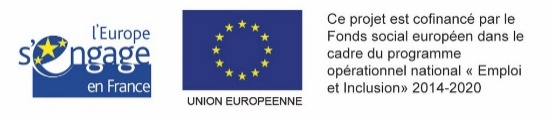 l'Europe
s'engage
en France
UNION EUROPEENNE
Ce projet est cofinancé par le
Fonds social européen dans le
cadre du programme
opérationnel national « Emploi
et Inclusion» 2014-2020